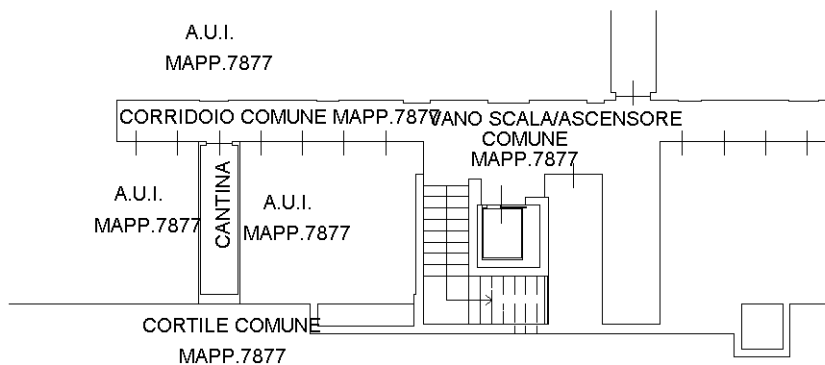 A.U.I.
MAPP.7877
CORRIDOIO COMUNE MAPP.7877
VANO SCALA/ASCENSORE
COMUNE
MAPP.7877
A.U.I.
MAPP.7877
CANTINA
A.U.I.
MAPP.7877
CORTILE COMUNE
MAPP.7877